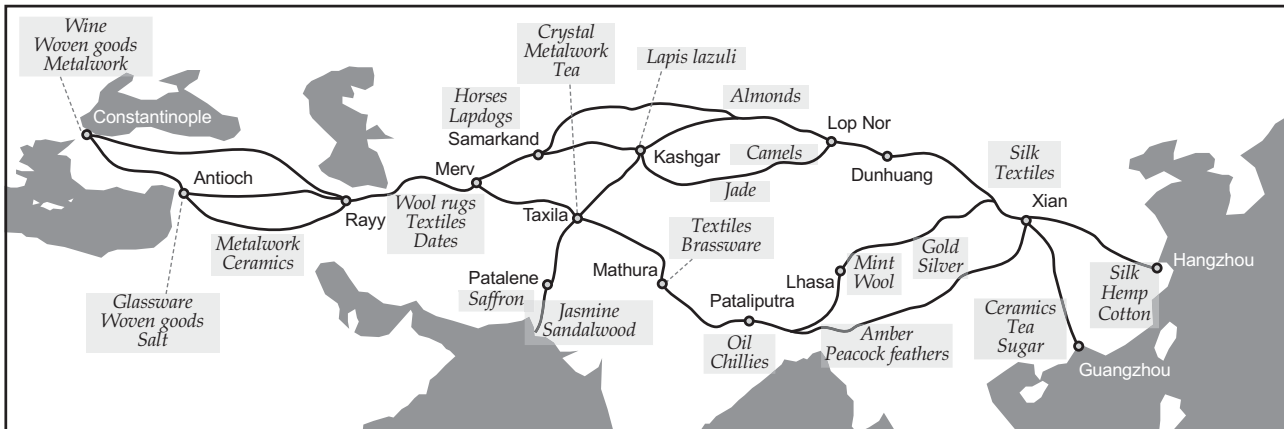 Wine
Woven goods
Metalwork
Constantinople
Antioch
Glassware
Woven goods
Salt
Metalwork
Ceramics
Rayy
Merv
Wool rugs
Textiles
Dates
Horses
Lapdogs
Samarkand
Crystal
Metalwork
Tea
Taxila
Lapis lazuli
Kashgar
Almonds
Camels
Jade
Lop Nor
Dunhuang
Patalene
Saffron
Jasmine
Sandalwood
Mathura
Textiles
Brassware
Pataliputra
Oil
Chillies
Lhasa
Mint
Wool
Gold
Silver
Amber
Peacock feathers
Silk
Textiles
Xian
Hangzhou
Silk
Hemp
Cotton
Ceramics
Tea
Sugar
Guangzhou